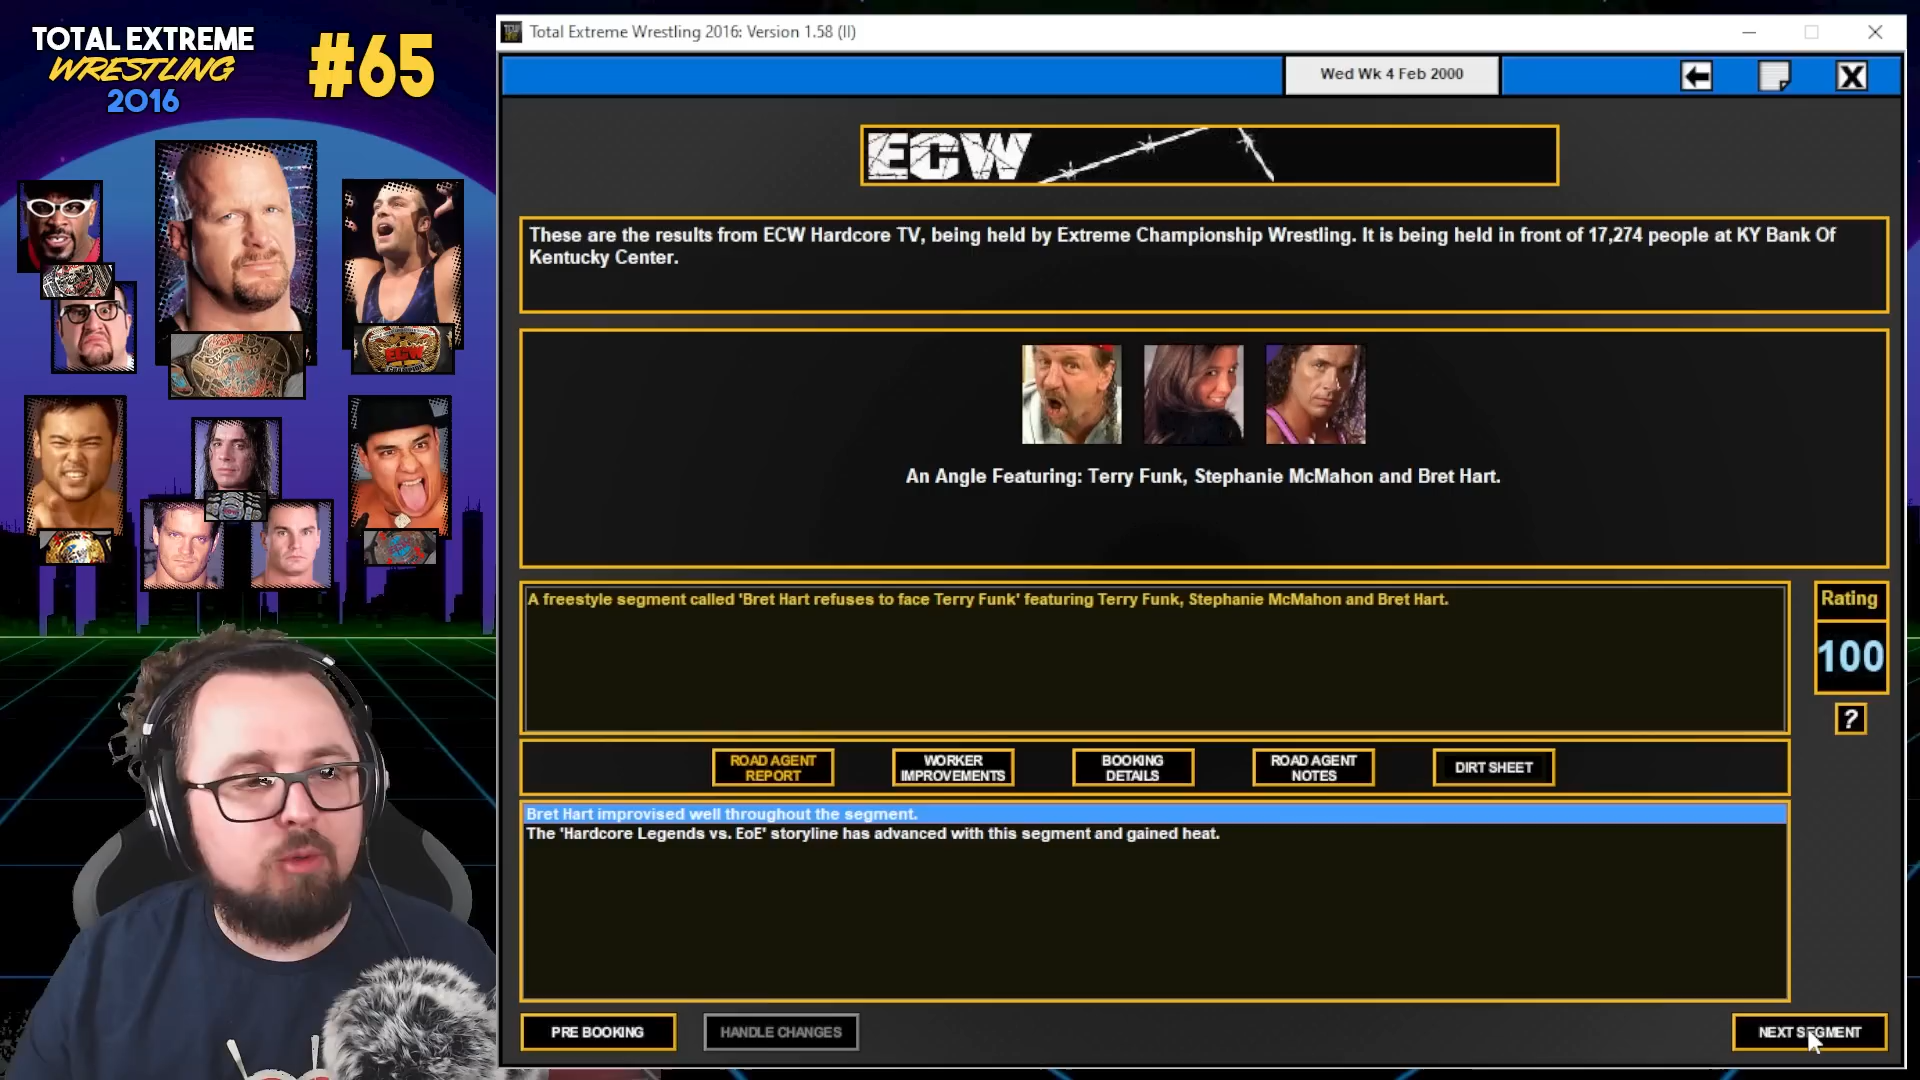 TOTAL EXTREME
WRESTLING
2016
#65
Total Extreme Wrestling 2016: Version 1.58 (II)
Wed Wk 4 Feb 2000
X
ECW
These are the results from ECW Hardcore TV, being held by Extreme Championship Wrestling. It is being held in front of 17,274 people at KY Bank Of
Kentucky Center.
An Angle Featuring: Terry Funk, Stephanie McMahon and Bret Hart.
A freestyle segment called 'Bret Hart refuses to face Terry Funk' featuring Terry Funk, Stephanie McMahon and Bret Hart.
Rating
100
?
ROAD AGENT
REPORT
WORKER
IMPROVEMENTS
BOOKING
DETAILS
ROAD AGENT
NOTES
DIRT SHEET
Bret Hart improvised well throughout the segment.
The 'Hardcore Legends vs. EoE' storyline has advanced with this segment and gained heat.
PRE BOOKING
HANDLE CHANGES
NEXT SEGMENT
ECW